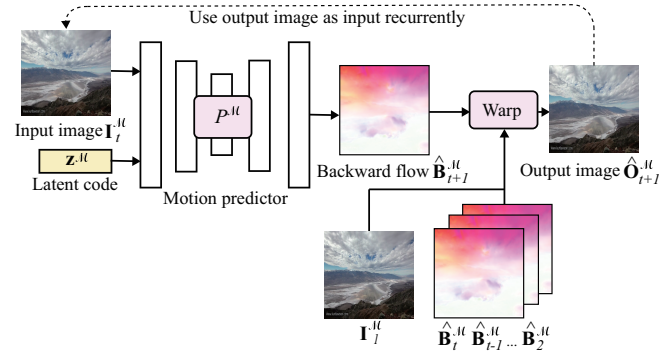 Use output image as input recurrently
Input image I_t^M
z^M
Latent code
P^M
Motion predictor
Backward flow B̂_{t+1}^M
Warp
Output image Ô_{t+1}^M
I_1^M
B̂_t^M B̂_{t-1}^M ... B̂_2^M